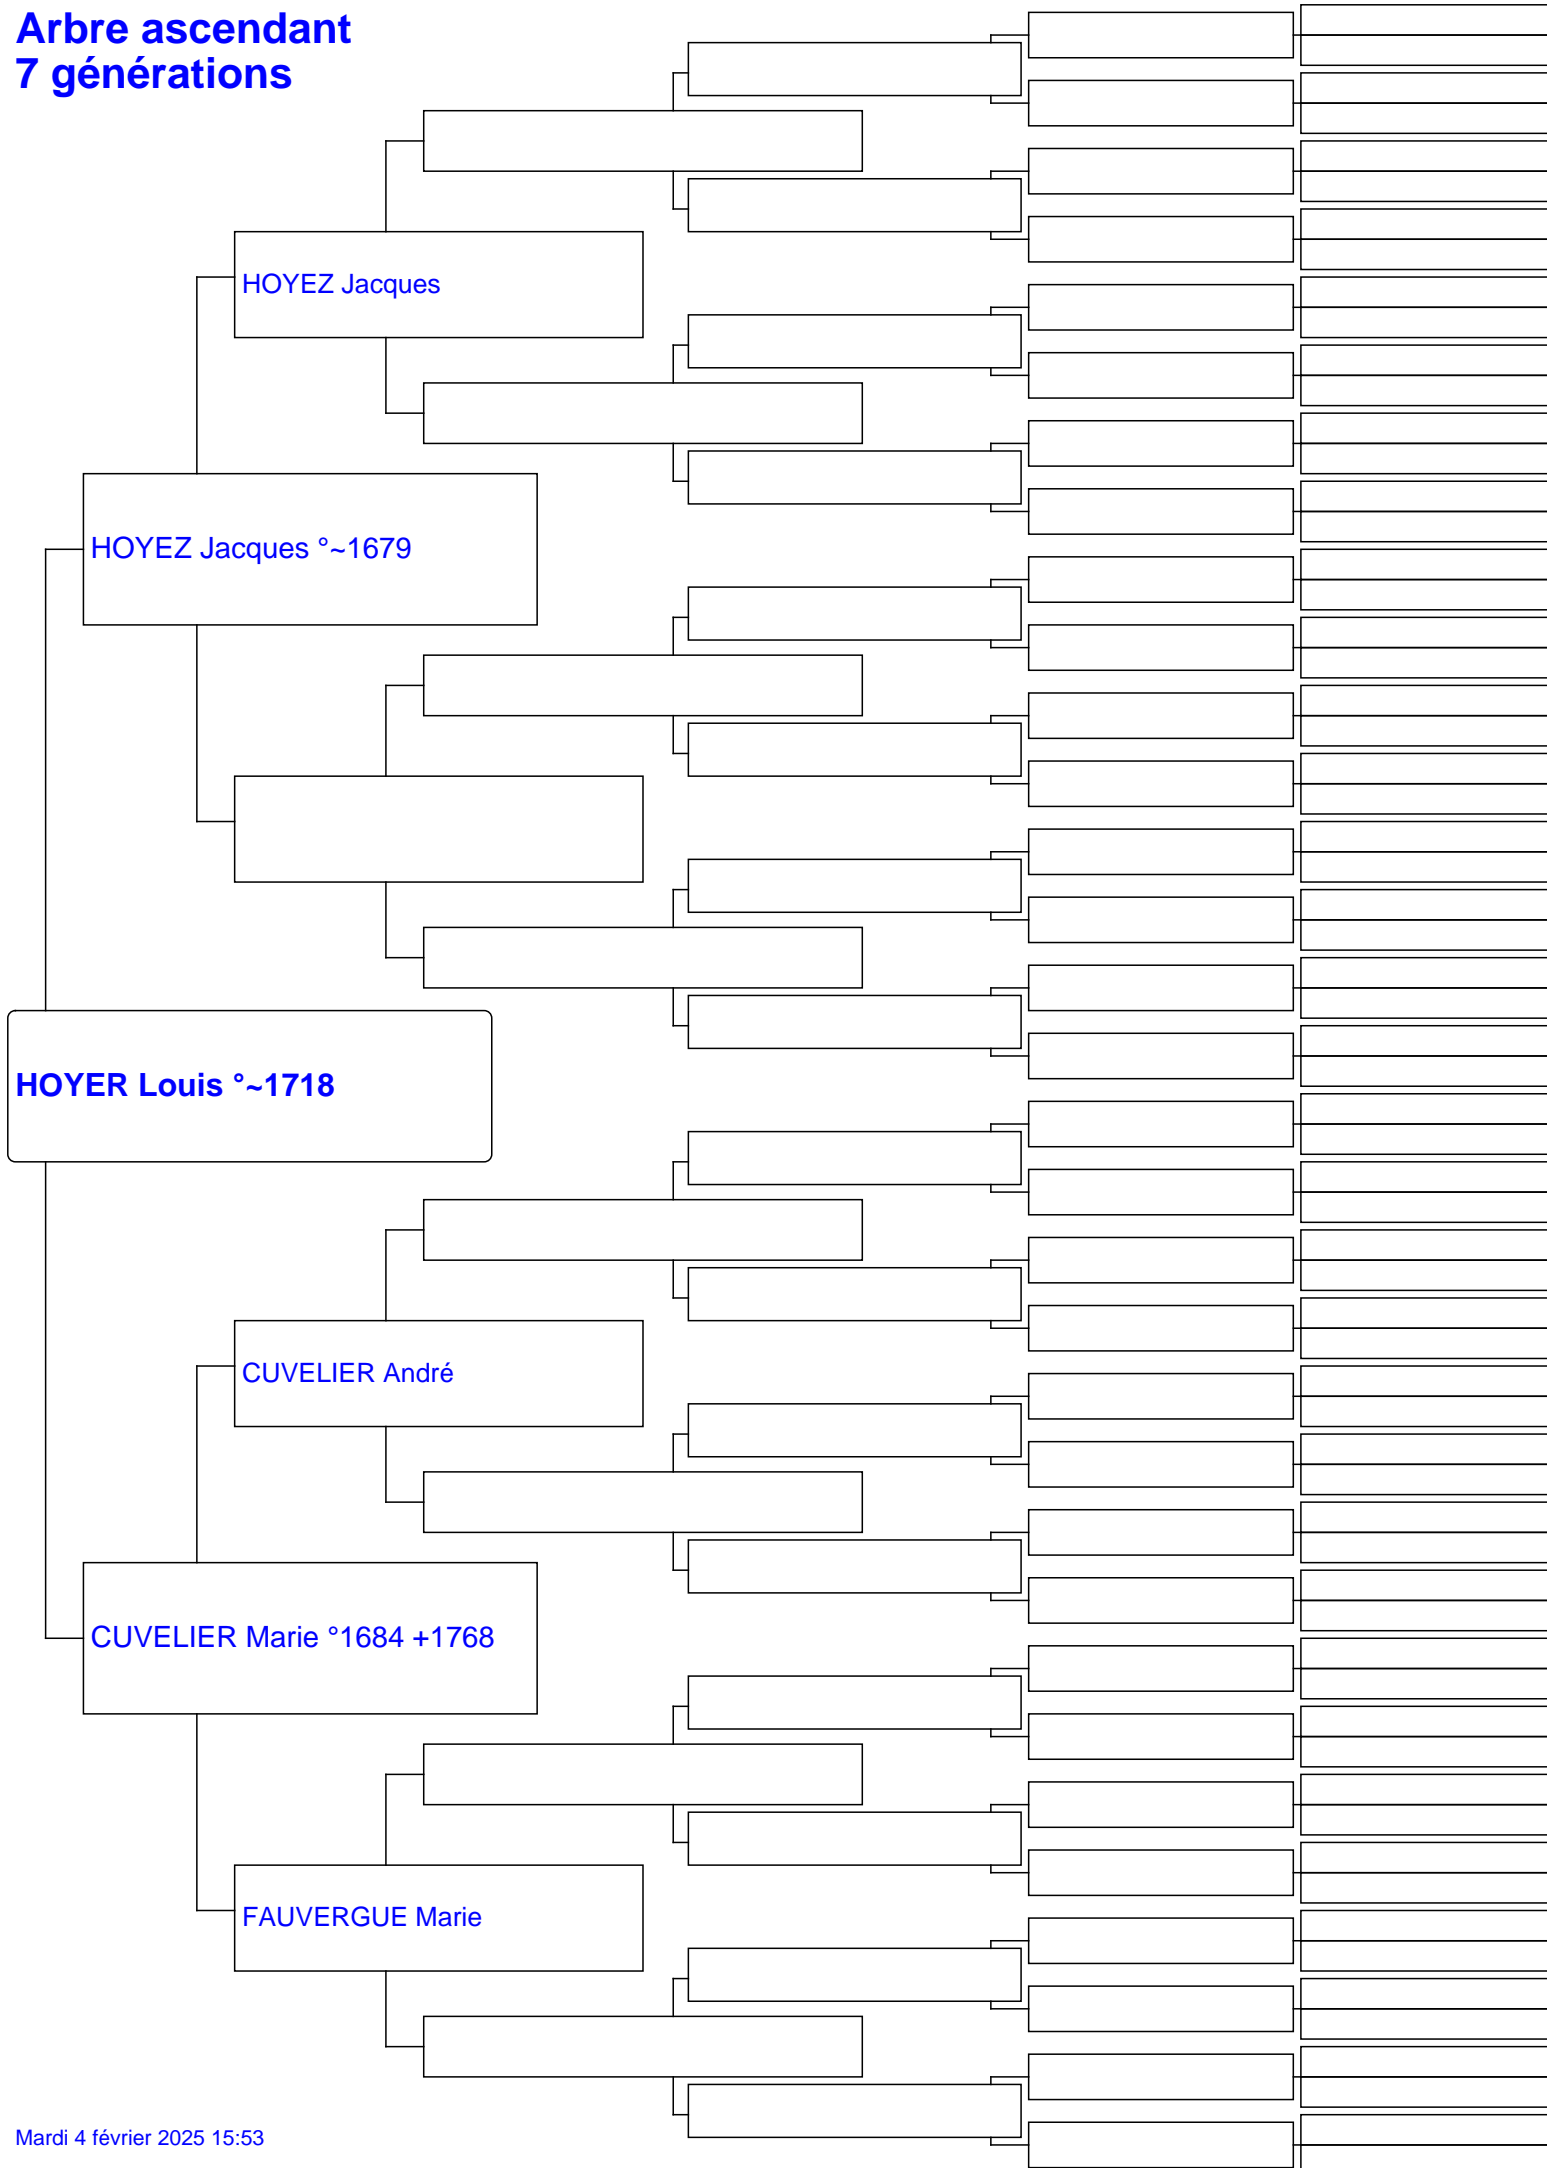 Arbre ascendant
7 générations
HOYEZ Jacques
HOYEZ Jacques °~1679
HOYER Louis °~1718
CUVELIER André
CUVELIER Marie °1684 +1768
FAUVERGUE Marie
Mardi 4 février 2025 15:53